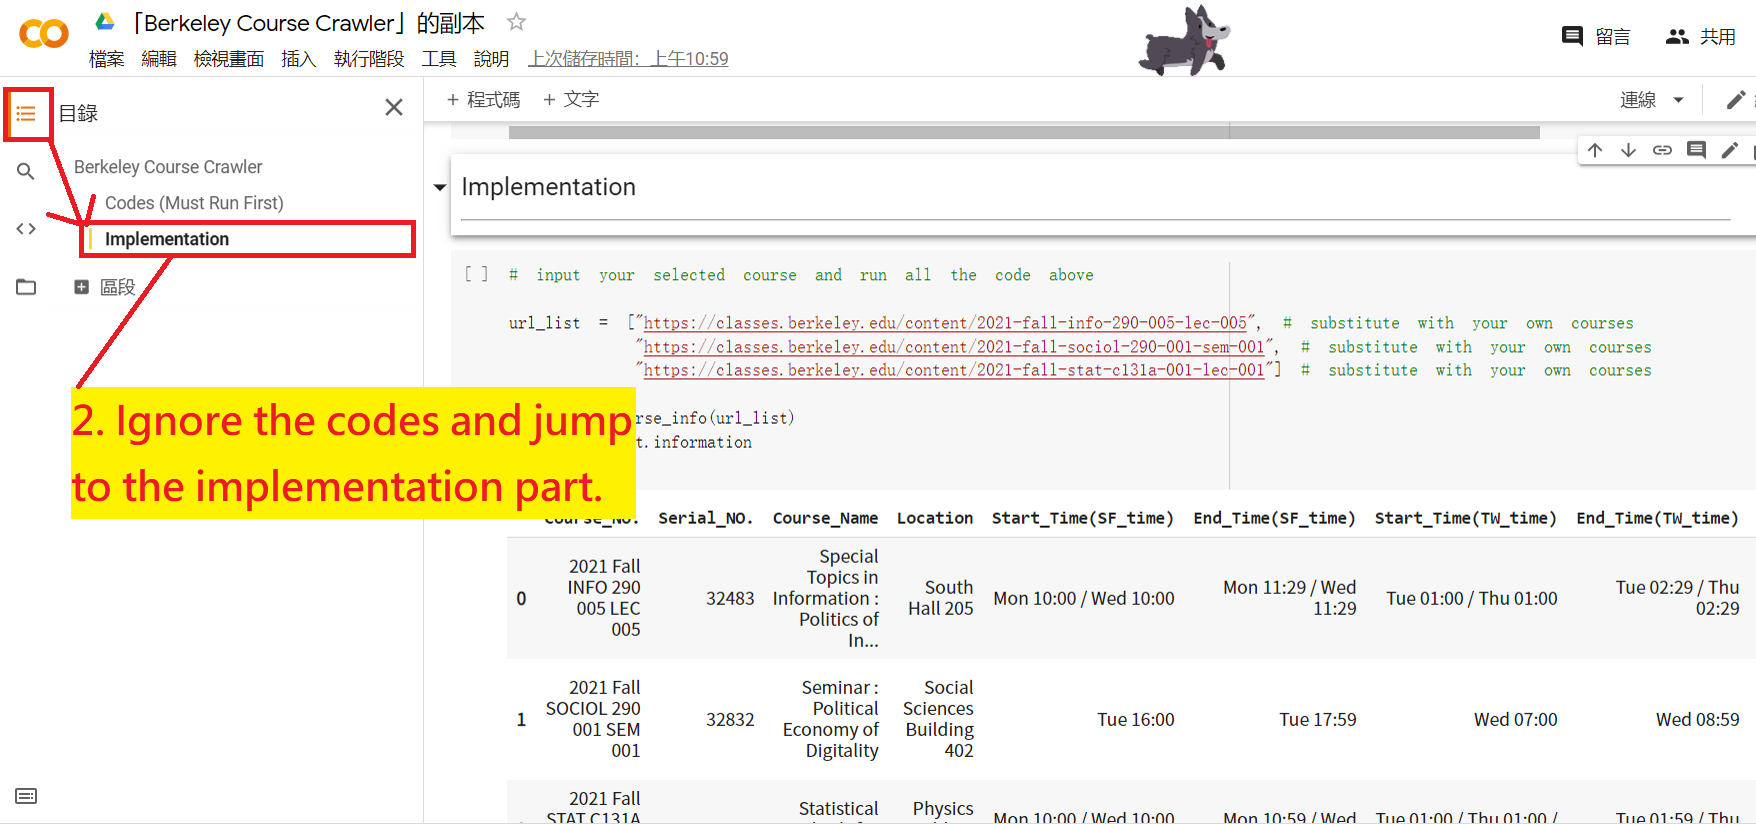 「Berkeley Course Crawler」的副本
檔案 編輯 檢視畫面 插入 執行階段 工具 說明 上次儲存時間：上午10:59
留言 共用
目錄
Berkeley Course Crawler
Codes (Must Run First)
Implementation
區段
+ 程式碼 + 文字
連線
Implementation
[ ] # input your selected course and run all the code above
url_list = ["https://classes.berkeley.edu/content/2021-fall-info-290-005-lec-005", # substitute with your own courses
"https://classes.berkeley.edu/content/2021-fall-sociol-290-001-sem-001", # substitute with your own courses
"https://classes.berkeley.edu/content/2021-fall-stat-c131a-001-lec-001"] # substitute with your own courses
rse_info(url_list)
t.information
2. Ignore the codes and jump
to the implementation part.
Course_No. Serial_NO. Course_Name Location Start_Time(SF_time) End_Time(SF_time) Start_Time(TW_time) End_Time(TW_time)
0
2021 Fall
INFO 290
005 LEC
005
32483
Special
Topics in
Information :
Politics of
In...
South
Hall 205
Mon 10:00 / Wed 10:00
Mon 11:29 / Wed
11:29
Tue 01:00 / Thu 01:00
Tue 02:29 / Thu
02:29
1
2021 Fall
SOCIOL 290
001 SEM
001
32832
Seminar :
Political
Economy of
Digitality
Social
Sciences
Building
402
Tue 16:00
Tue 17:59
Wed 07:00
Wed 08:59
2021 Fall
STAT C131A
Statistical
Physics
Mon 10:00 / Wed 10:00
Mon 10:59 / Wed
Tue 01:00 / Thu 01:00 /
Tue 01:59 / Thu